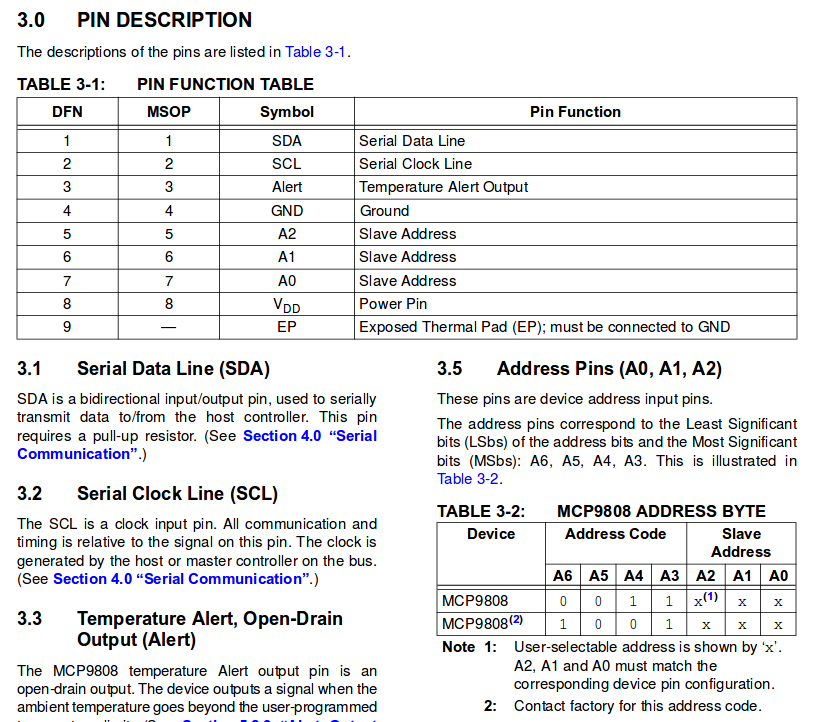 3.0 PIN DESCRIPTION
The descriptions of the pins are listed in Table 3-1.
TABLE 3-1: PIN FUNCTION TABLE
DFN MSOP Symbol Pin Function
1 1 SDA Serial Data Line
2 2 SCL Serial Clock Line
3 3 Alert Temperature Alert Output
4 4 GND Ground
5 5 A2 Slave Address
6 6 A1 Slave Address
7 7 A0 Slave Address
8 8 VDD Power Pin
9 — EP Exposed Thermal Pad (EP); must be connected to GND
3.1 Serial Data Line (SDA)
SDA is a bidirectional input/output pin, used to serially
transmit data to/from the host controller. This pin
requires a pull-up resistor. (See Section 4.0 “Serial
Communication”.)
3.2 Serial Clock Line (SCL)
The SCL is a clock input pin. All communication and
timing is relative to the signal on this pin. The clock is
generated by the host or master controller on the bus.
(See Section 4.0 “Serial Communication”.)
3.3 Temperature Alert, Open-Drain
Output (Alert)
The MCP9808 temperature Alert output pin is an
open-drain output. The device outputs a signal when the
ambient temperature goes beyond the user-programmed
3.5 Address Pins (A0, A1, A2)
These pins are device address input pins.
The address pins correspond to the Least Significant
bits (LSbs) of the address bits and the Most Significant
bits (MSbs): A6, A5, A4, A3. This is illustrated in
Table 3-2.
TABLE 3-2: MCP9808 ADDRESS BYTE
Device Address Code Slave
Address
A6 A5 A4 A3 A2 A1 A0
MCP9808 0 0 1 1 x(1) x x
MCP9808(2) 1 0 0 1 x x x
Note 1: User-selectable address is shown by ‘x’.
A2, A1 and A0 must match the
corresponding device pin configuration.
2: Contact factory for this address code.